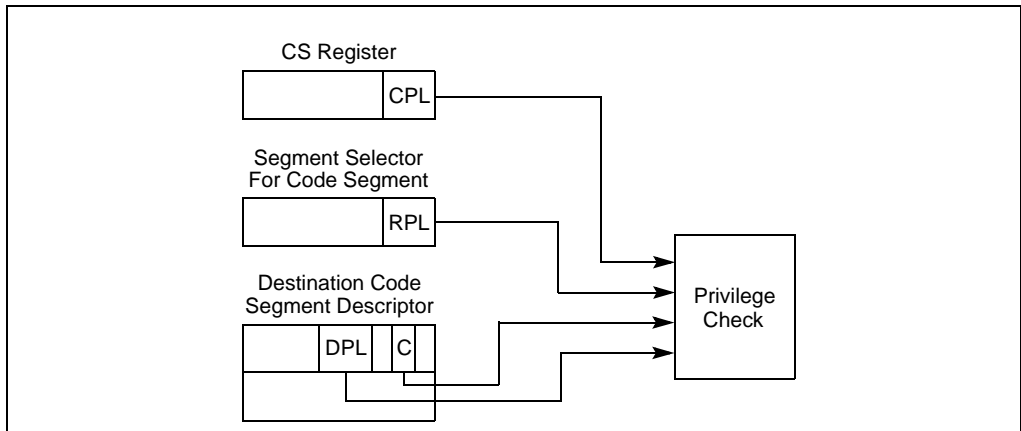 CS Register
CPL
Segment Selector
For Code Segment
RPL
Destination Code
Segment Descriptor
DPL
C
Privilege
Check